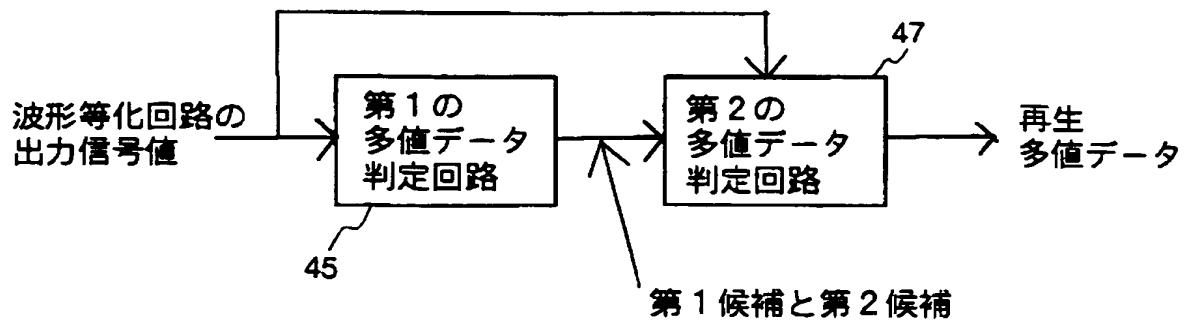 波形等化回路の
出力信号値
第1の
多値データ
判定回路
45
第1候補と第2候補
第2の
多値データ
判定回路
47
再生
多値データ